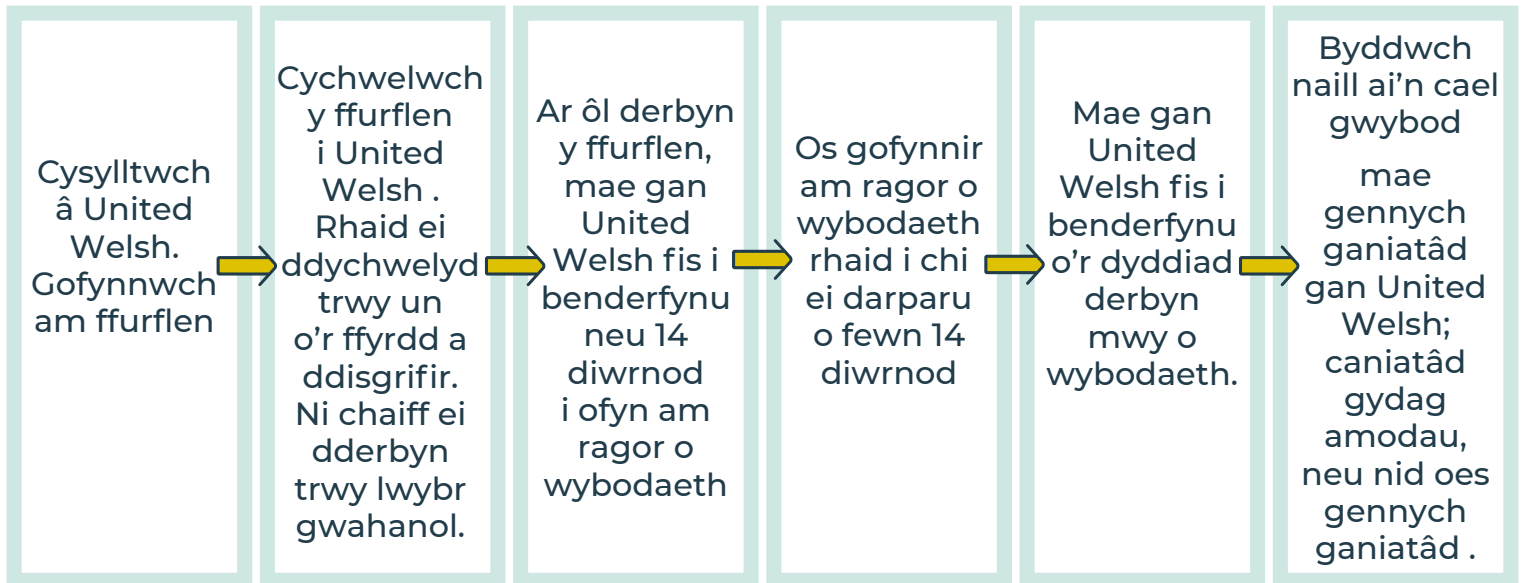 Cysylltwch
â United
Welsh.
Gofynnwch
am ffurflen
Cychwelwch
y ffurflen
i United
Welsh .
Rhaid ei
ddychwelyd
trwy un
o’r ffyrdd a
ddisgrifir.
Ni chaiff ei
dderbyn
trwy lwybr
gwahanol.
Ar ôl derbyn
y ffurflen,
mae gan
United
Welsh fis i
benderfynu
neu 14
diwrnod
i ofyn am
ragor o
wybodaeth
Os gofynnir
am ragor o
wybodaeth
rhaid i chi
ei darparu
o fewn 14
diwrnod
Mae gan
United
Welsh fis i
benderfynu
o’r dyddiad
derbyn
mwy o
wybodaeth.
Byddwch
naill ai’n cael
gwybod
mae
gennych
ganiatâd
gan United
Welsh;
caniatâd
gydag
amodau,
neu nid oes
gennych
ganiatâd .